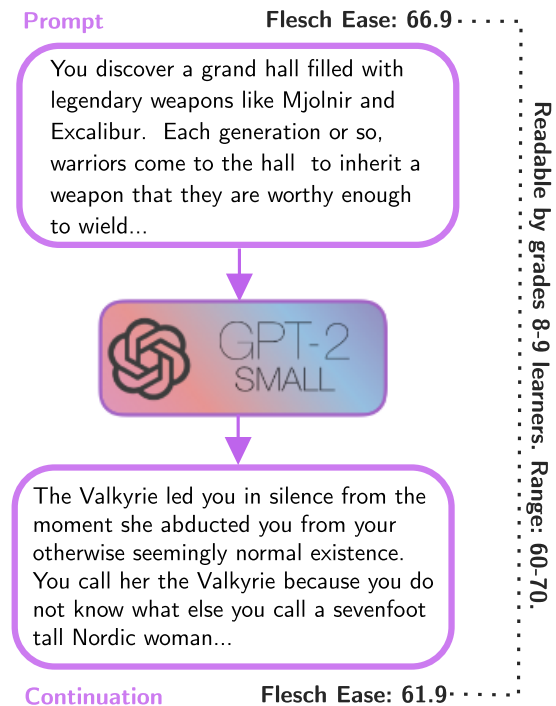 Prompt
Flesch Ease: 66.9
You discover a grand hall filled with
legendary weapons like Mjolnir and
Excalibur. Each generation or so,
warriors come to the hall to inherit a
weapon that they are worthy enough
to wield...
GPT-2
SMALL
The Valkyrie led you in silence from the
moment she abducted you from your
otherwise seemingly normal existence.
You call her the Valkyrie because you do
not know what else you call a sevenfoot
tall Nordic woman...
Continuation
Flesch Ease: 61.9
Readable by grades 8-9 learners. Range: 60-70.